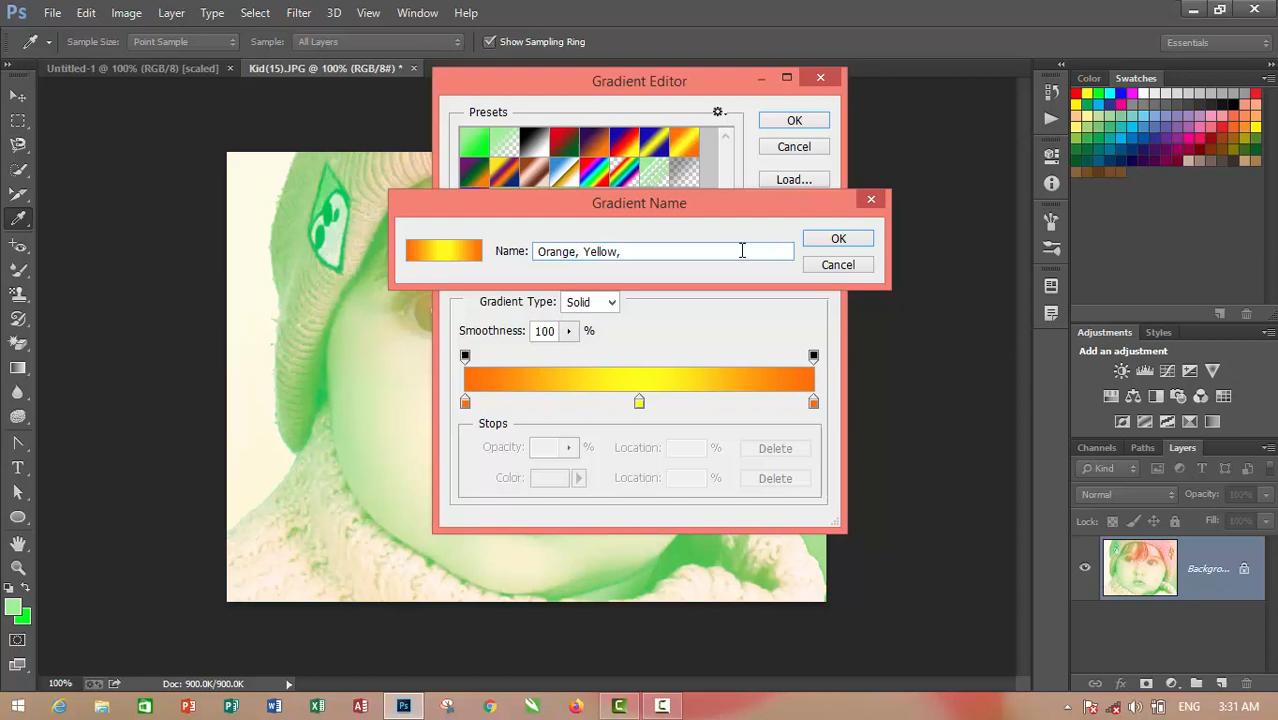 Ps File Edit Image Layer Type Select Filter 3D View Window Help
Sample Size: Point Sample Sample: All Layers Show Sampling Ring Essentials
Untitled-1 @ 100% (RGB/8) [scaled] × Kid(15).JPG @ 100% (RGB/8#) * ×
Gradient Editor
Color Swatches
Presets
OK
Cancel
Load...
Gradient Name
Name: Orange, Yellow,
OK
Cancel
Gradient Type: Solid
Smoothness: 100 %
Adjustments Styles
Add an adjustment
Stops
Opacity: % Location: % Delete
Color: Location: % Delete
Channels Paths Layers
Kind
Normal Opacity: 100%
Lock: Fill: 100%
Backgro...
100% Doc: 900.0K/900.0K
3:31 AM